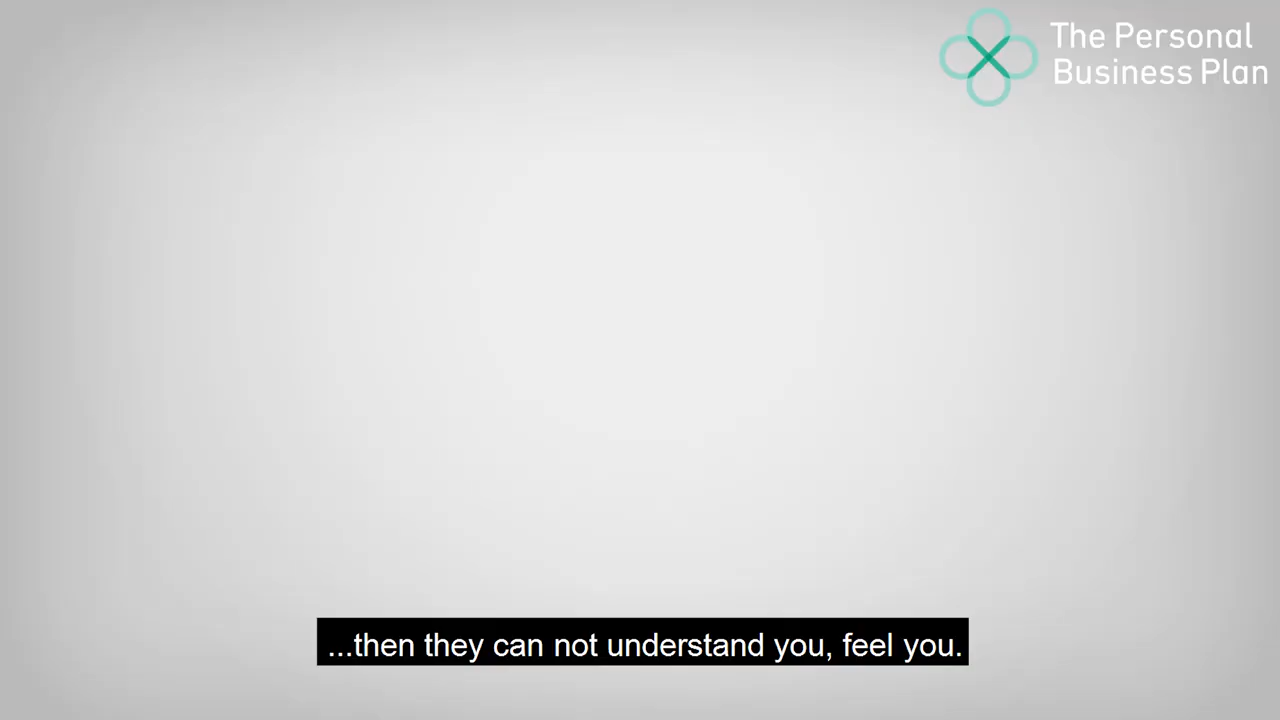 The Personal
Business Plan
...then they can not understand you, feel you.